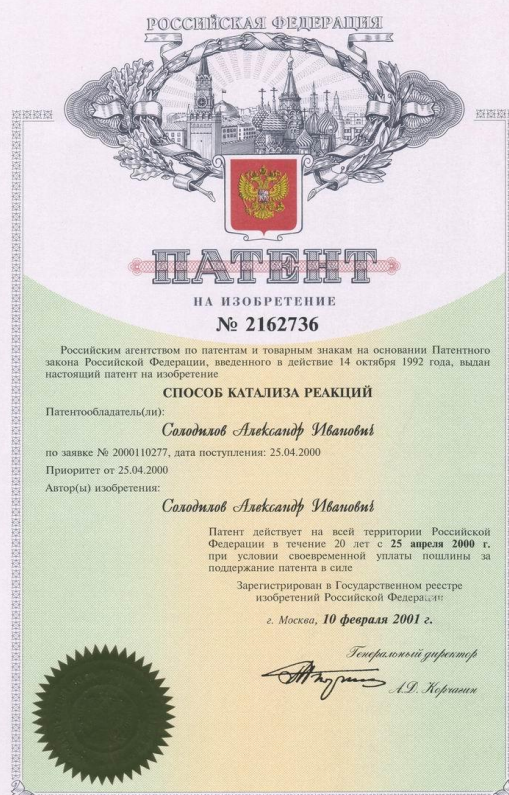 РОССИЙСКАЯ ФЕДЕРАЦИЯ
ПАТЕНТ
НА ИЗОБРЕТЕНИЕ
№ 2162736
Российским агентством по патентам и товарным знакам на основании Патентного
закона Российской Федерации, введенного в действие 14 октября 1992 года, выдан
настоящий патент на изобретение
СПОСОБ КАТАЛИЗА РЕАКЦИЙ
Патентообладатель(ли):
Солодилов Александр Иванович
по заявке № 2000110277, дата поступления: 25.04.2000
Приоритет от 25.04.2000
Автор(ы) изобретения:
Солодилов Александр Иванович
Патент действует на всей территории Российской
Федерации в течение 20 лет с 25 апреля 2000 г.
при условии своевременной уплаты пошлины за
поддержание патента в силе
Зарегистрирован в Государственном реестре
изобретений Российской Федерации
г. Москва, 10 февраля 2001 г.
Генеральный директор
А.Д. Корчагин